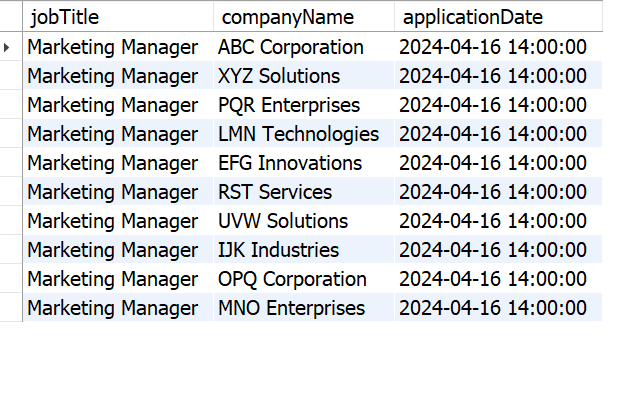 jobTitle companyName applicationDate
Marketing Manager ABC Corporation 2024-04-16 14:00:00
Marketing Manager XYZ Solutions 2024-04-16 14:00:00
Marketing Manager PQR Enterprises 2024-04-16 14:00:00
Marketing Manager LMN Technologies 2024-04-16 14:00:00
Marketing Manager EFG Innovations 2024-04-16 14:00:00
Marketing Manager RST Services 2024-04-16 14:00:00
Marketing Manager UVW Solutions 2024-04-16 14:00:00
Marketing Manager IJK Industries 2024-04-16 14:00:00
Marketing Manager OPQ Corporation 2024-04-16 14:00:00
Marketing Manager MNO Enterprises 2024-04-16 14:00:00